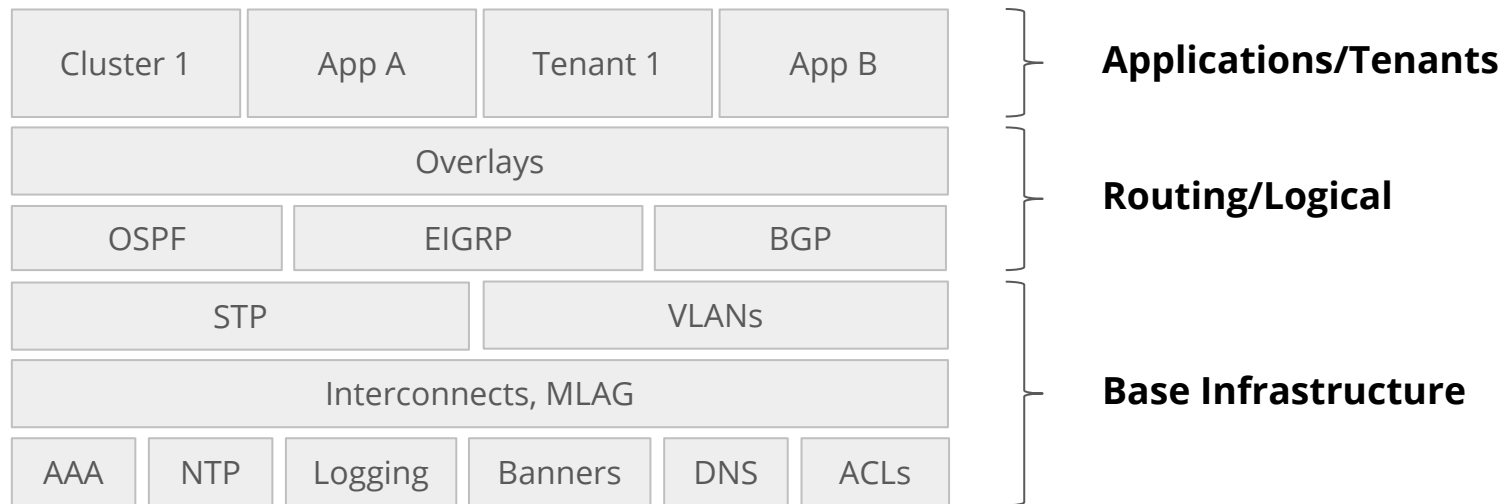 Cluster 1
App A
Tenant 1
App B
Applications/Tenants
Overlays
Routing/Logical
OSPF
EIGRP
BGP
STP
VLANs
Interconnects, MLAG
Base Infrastructure
AAA
NTP
Logging
Banners
DNS
ACLs